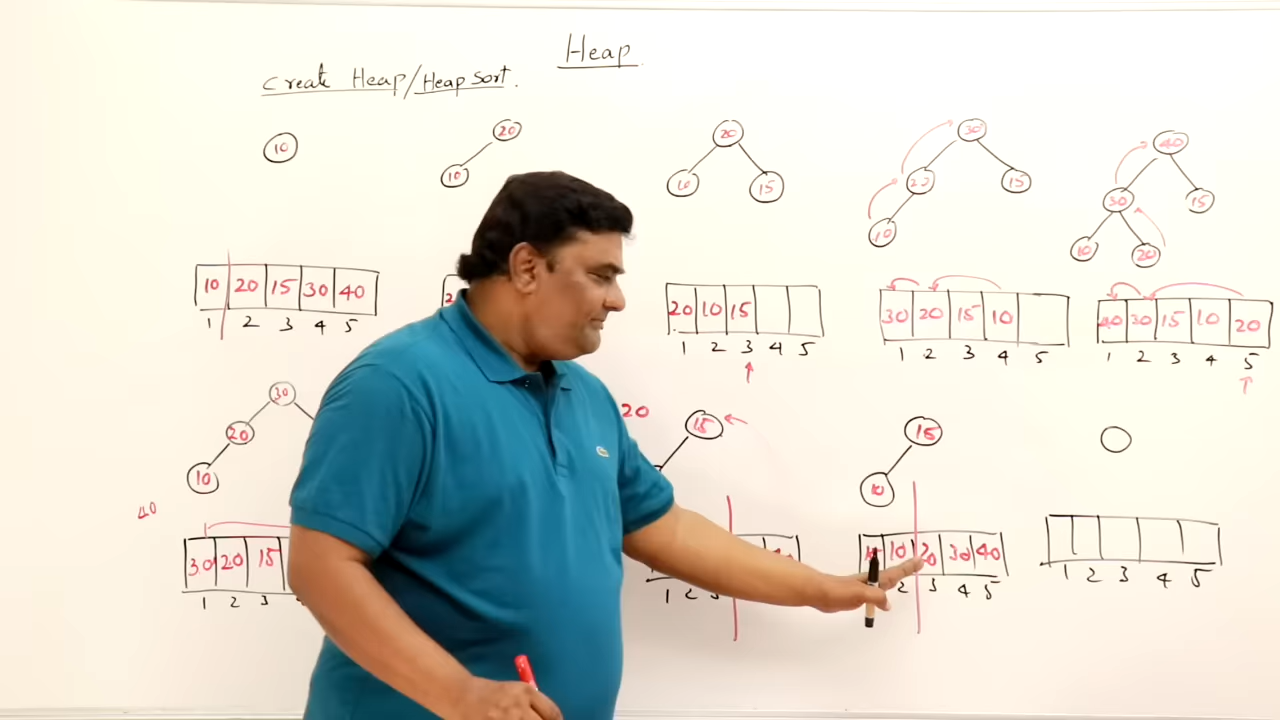 Heap
Create Heap/Heap Sort.
10
20
10
20
10 15
30
20 15
10
40
30 15
10 20
10 20 15 30 40
1 2 3 4 5
20 10 15
1 2 3 4 5
30 20 15 10
1 2 3 4 5
40 30 15 10 20
1 2 3 4 5
30
20
10
40
30 20 15
1 2 3
20
15
1 2 3
15
10
10 20 30 40
2 3 4 5
1 2 3 4 5